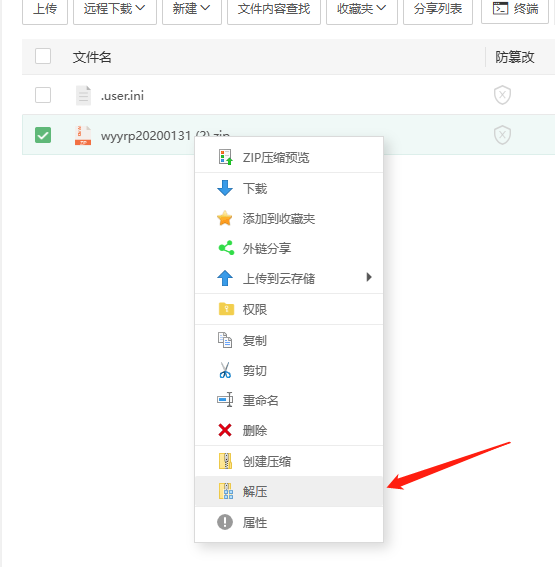 上传 远程下载 新建 文件内容查找 收藏夹 分享列表 终端
文件名 防篡改
.user.ini
wyyrp20200131 (2).zip
ZIP压缩预览
下载
添加到收藏夹
外链分享
上传到云存储
权限
复制
剪切
重命名
删除
创建压缩
解压
属性